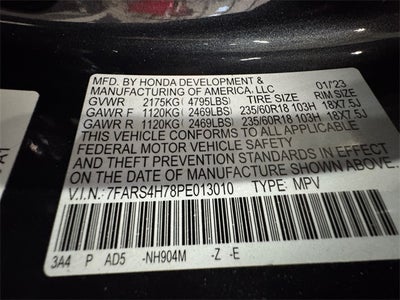 MFD. BY HONDA DEVELOPMENT &
MANUFACTURING OF AMERICA, LLC 01/23
GVWR 2175KG (4795LBS) TIRE SIZE RIM SIZE
GAWR F 1120KG (2469LBS) 235/60R18 103H 18X7.5J
GAWR R 1120KG (2469LBS) 235/60R18 103H 18X7.5J
THIS VEHICLE CONFORMS TO ALL APPLICABLE
FEDERAL MOTOR VEHICLE SAFETY
AND THEFT PREVENTION STANDARDS IN EFFECT
ON THE DATE OF MANUFACTURE SHOWN ABOVE.
V.I.N.: 7FARS4H78PE013010 TYPE: MPV
3A4 P AD5 -NH904M -Z -E